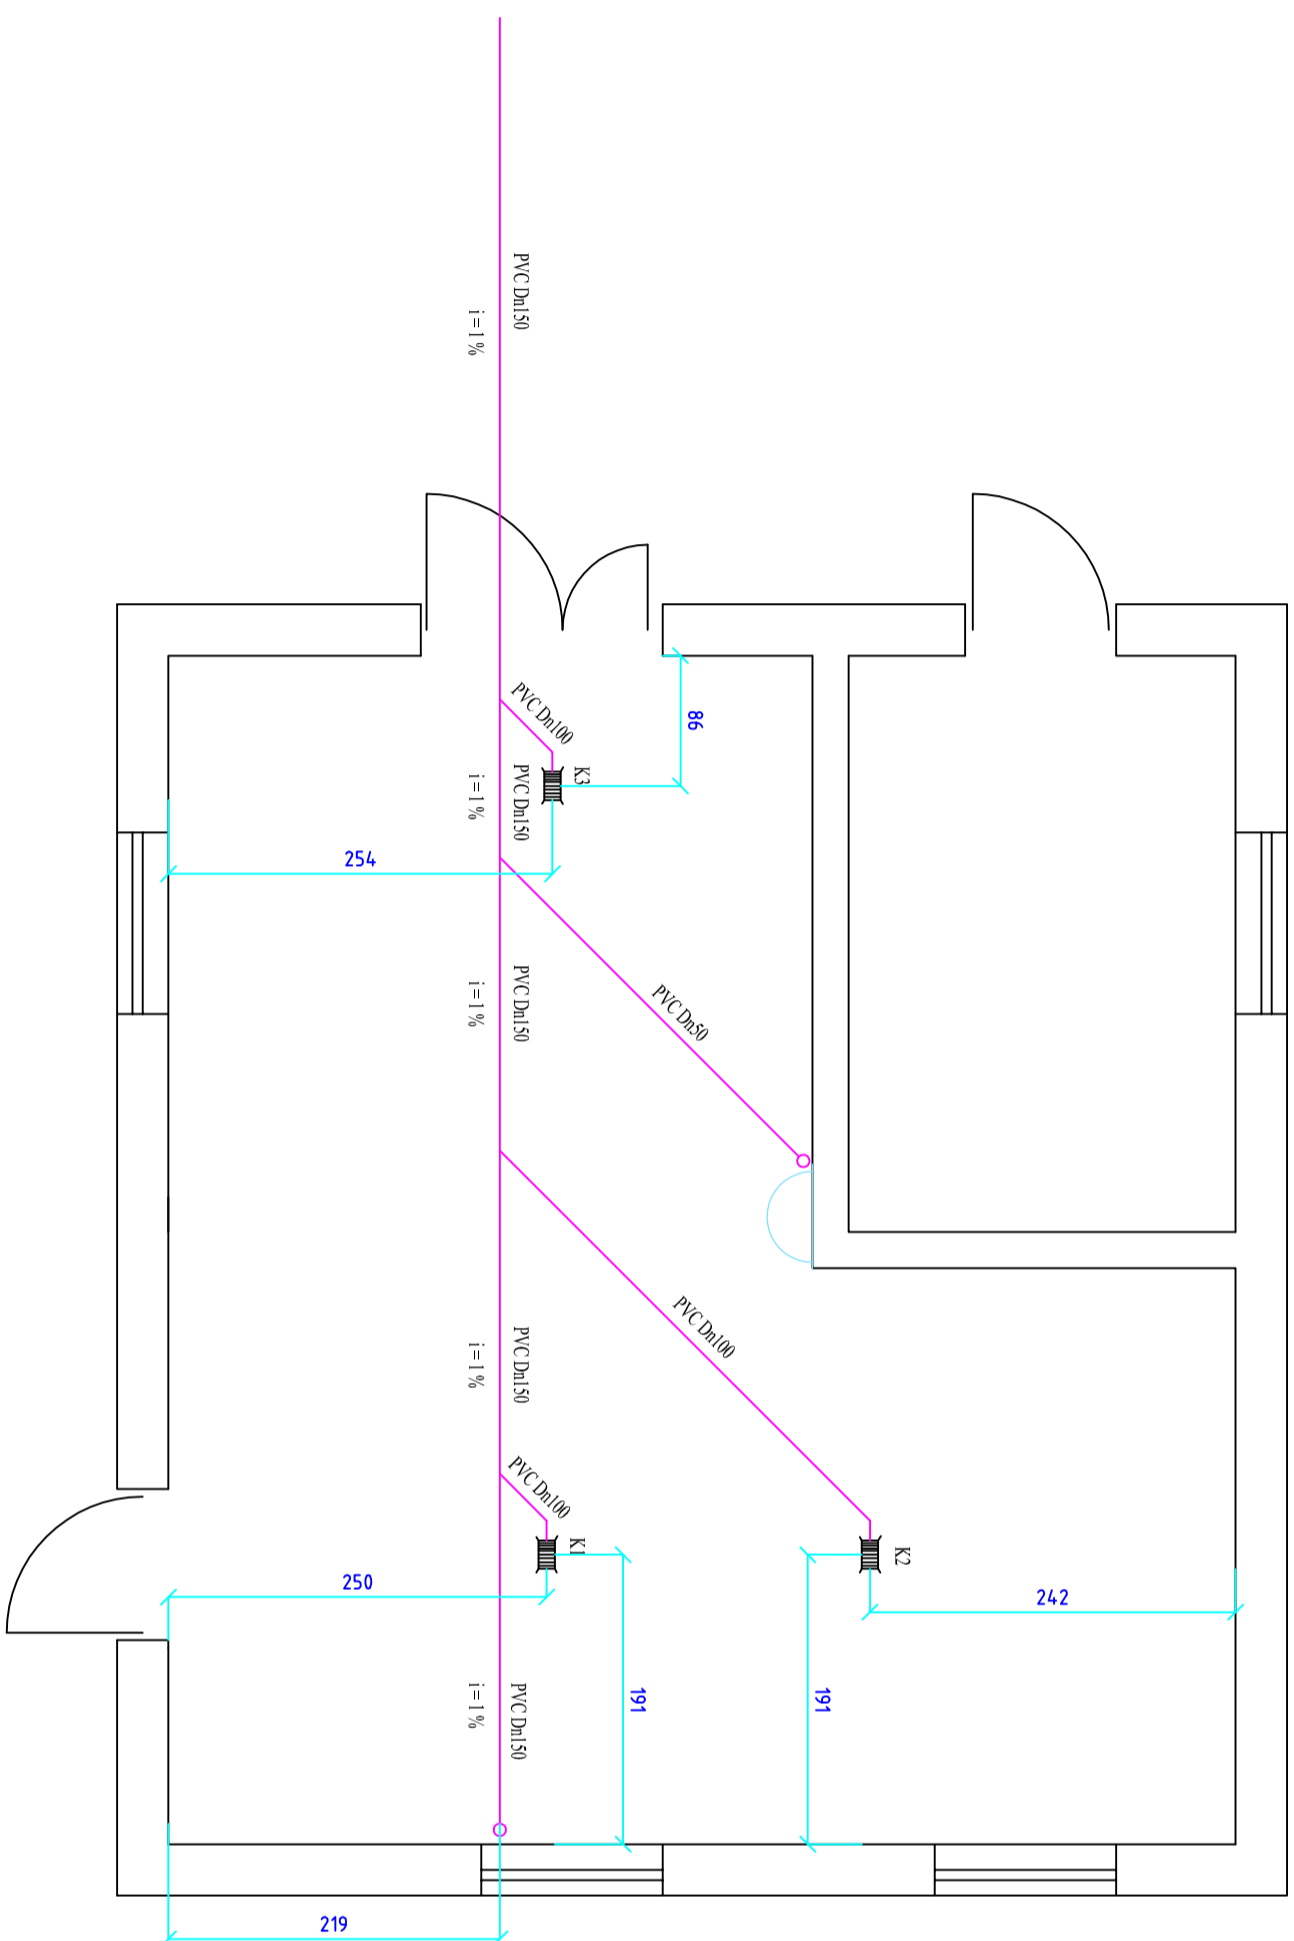 PVC Dn150
i = 1 %
PVC Dn100
86
K3
PVC Dn150
i = 1 %
254
PVC Dn150
i = 1 %
PVC Dn50
PVC Dn100
PVC Dn150
i = 1 %
PVC Dn100
K1
K2
250
242
191
191
PVC Dn150
i = 1 %
219